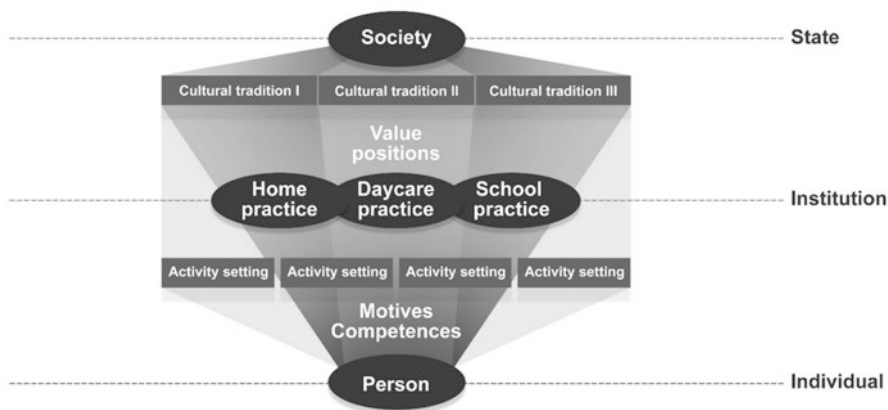 Society
State
Cultural tradition I
Cultural tradition II
Cultural tradition III
Value
positions
Home
practice
Daycare
practice
School
practice
Institution
Activity setting
Activity setting
Activity setting
Activity setting
Motives
Competences
Person
Individual